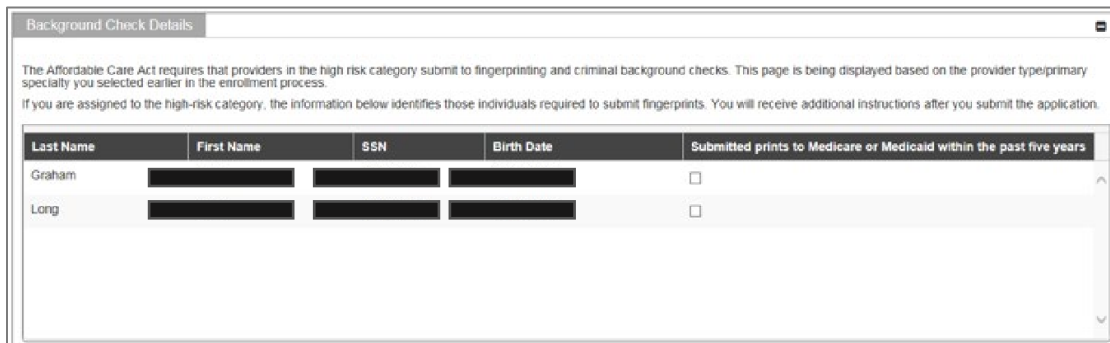 Background Check Details
The Affordable Care Act requires that providers in the high risk category submit to fingerprinting and criminal background checks. This page is being displayed based on the provider type/primary
specialty you selected earlier in the enrollment process.
If you are assigned to the high-risk category, the information below identifies those individuals required to submit fingerprints. You will receive additional instructions after you submit the application.
Last Name First Name SSN Birth Date Submitted prints to Medicare or Medicaid within the past five years
Graham
Long